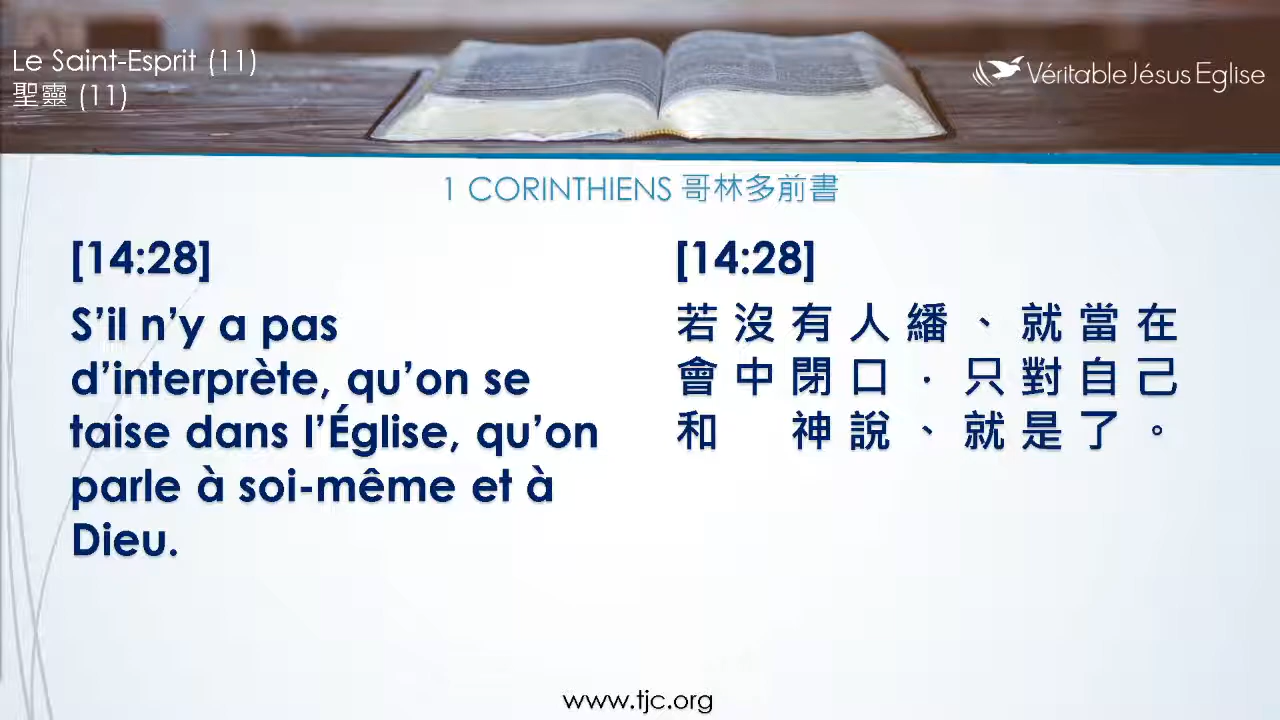 Le Saint-Esprit (11)
聖靈 (11)
Véritable Jésus Eglise
1 CORINTHIENS 哥林多前書
[14:28]
S’il n’y a pas
d’interprète, qu’on se
taise dans l’Église, qu’on
parle à soi-même et à
Dieu.
[14:28]
若沒有人繙、就當在
會中閉口．只對自己
和　神說、就是了。
www.tjc.org